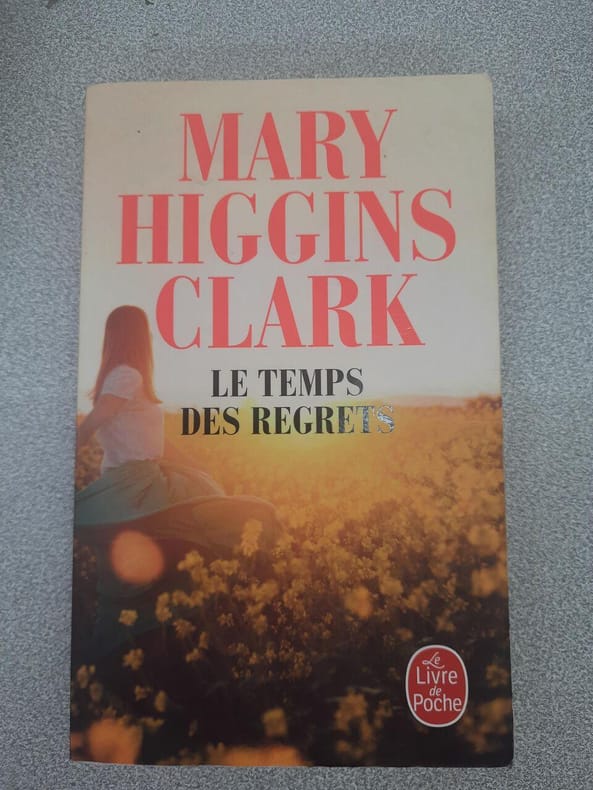 MARY
HIGGINS
CLARK
LE TEMPS
DES REGRETS
Le
Livre
de
Poche